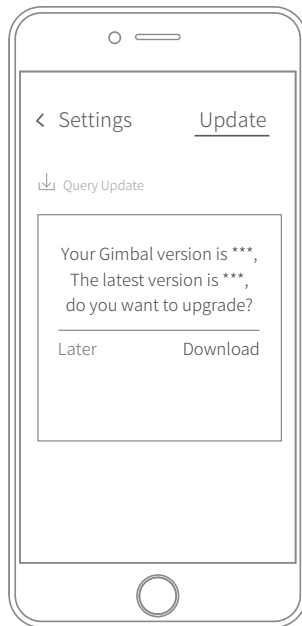 < Settings Update
Query Update
Your Gimbal version is ***,
The latest version is ***,
do you want to upgrade?
Later Download